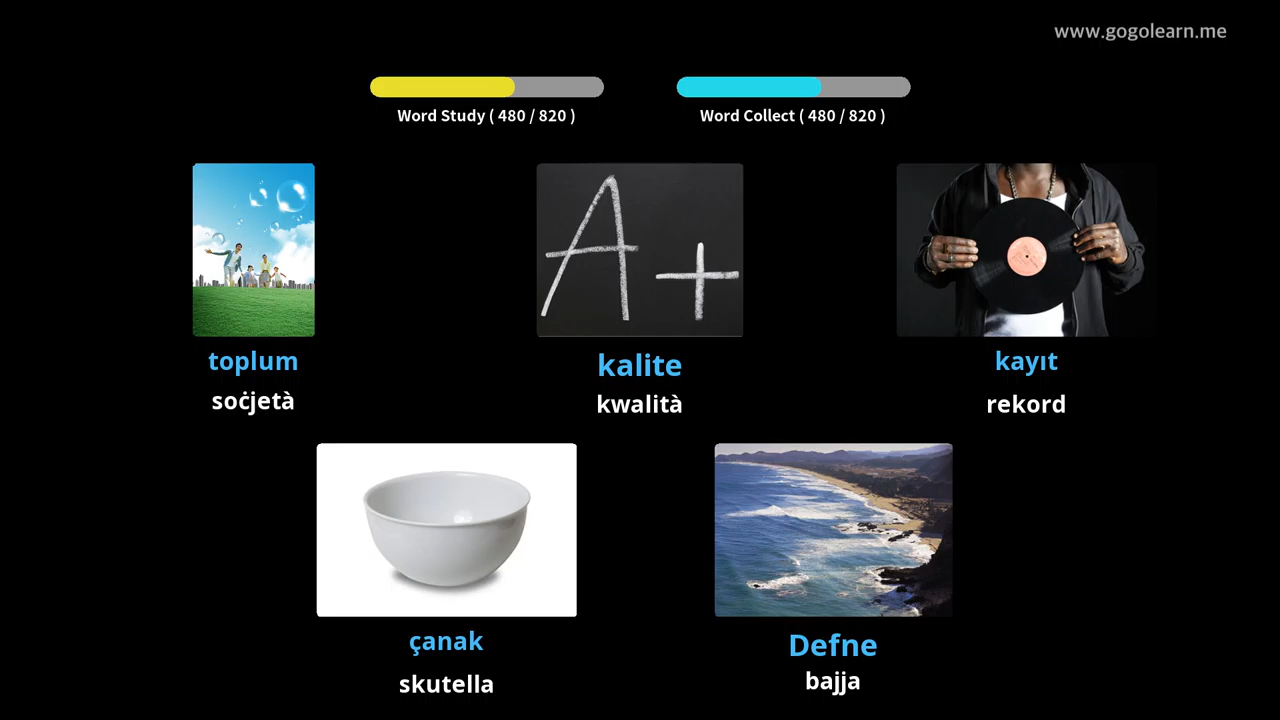 www.gogolearn.me
Word Study ( 480 / 820 )
Word Collect ( 480 / 820 )
A+
toplum
soċjetà
kalite
kwalità
kayıt
rekord
çanak
skutella
Defne
bajja